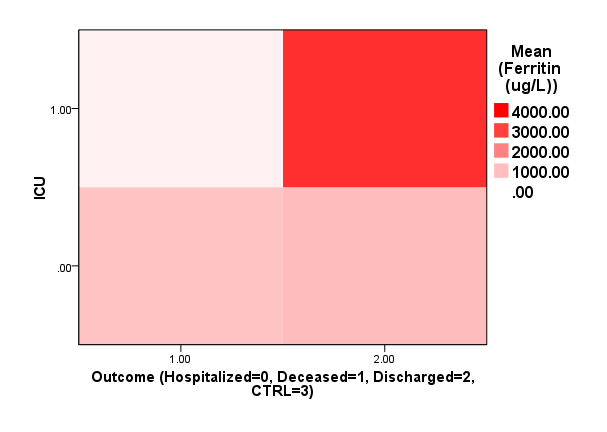 Mean
(Ferritin
(ug/L))
4000.00
3000.00
2000.00
1000.00
.00
ICU
1.00
.00
1.00
2.00
Outcome (Hospitalized=0, Deceased=1, Discharged=2,
CTRL=3)